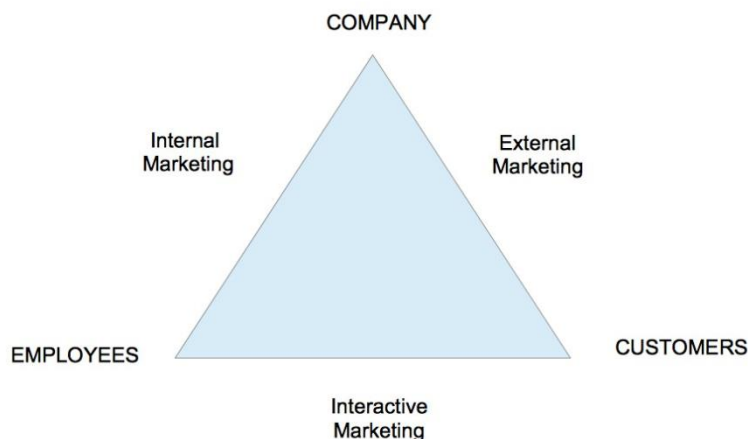 COMPANY
Internal
Marketing
External
Marketing
EMPLOYEES
CUSTOMERS
Interactive
Marketing